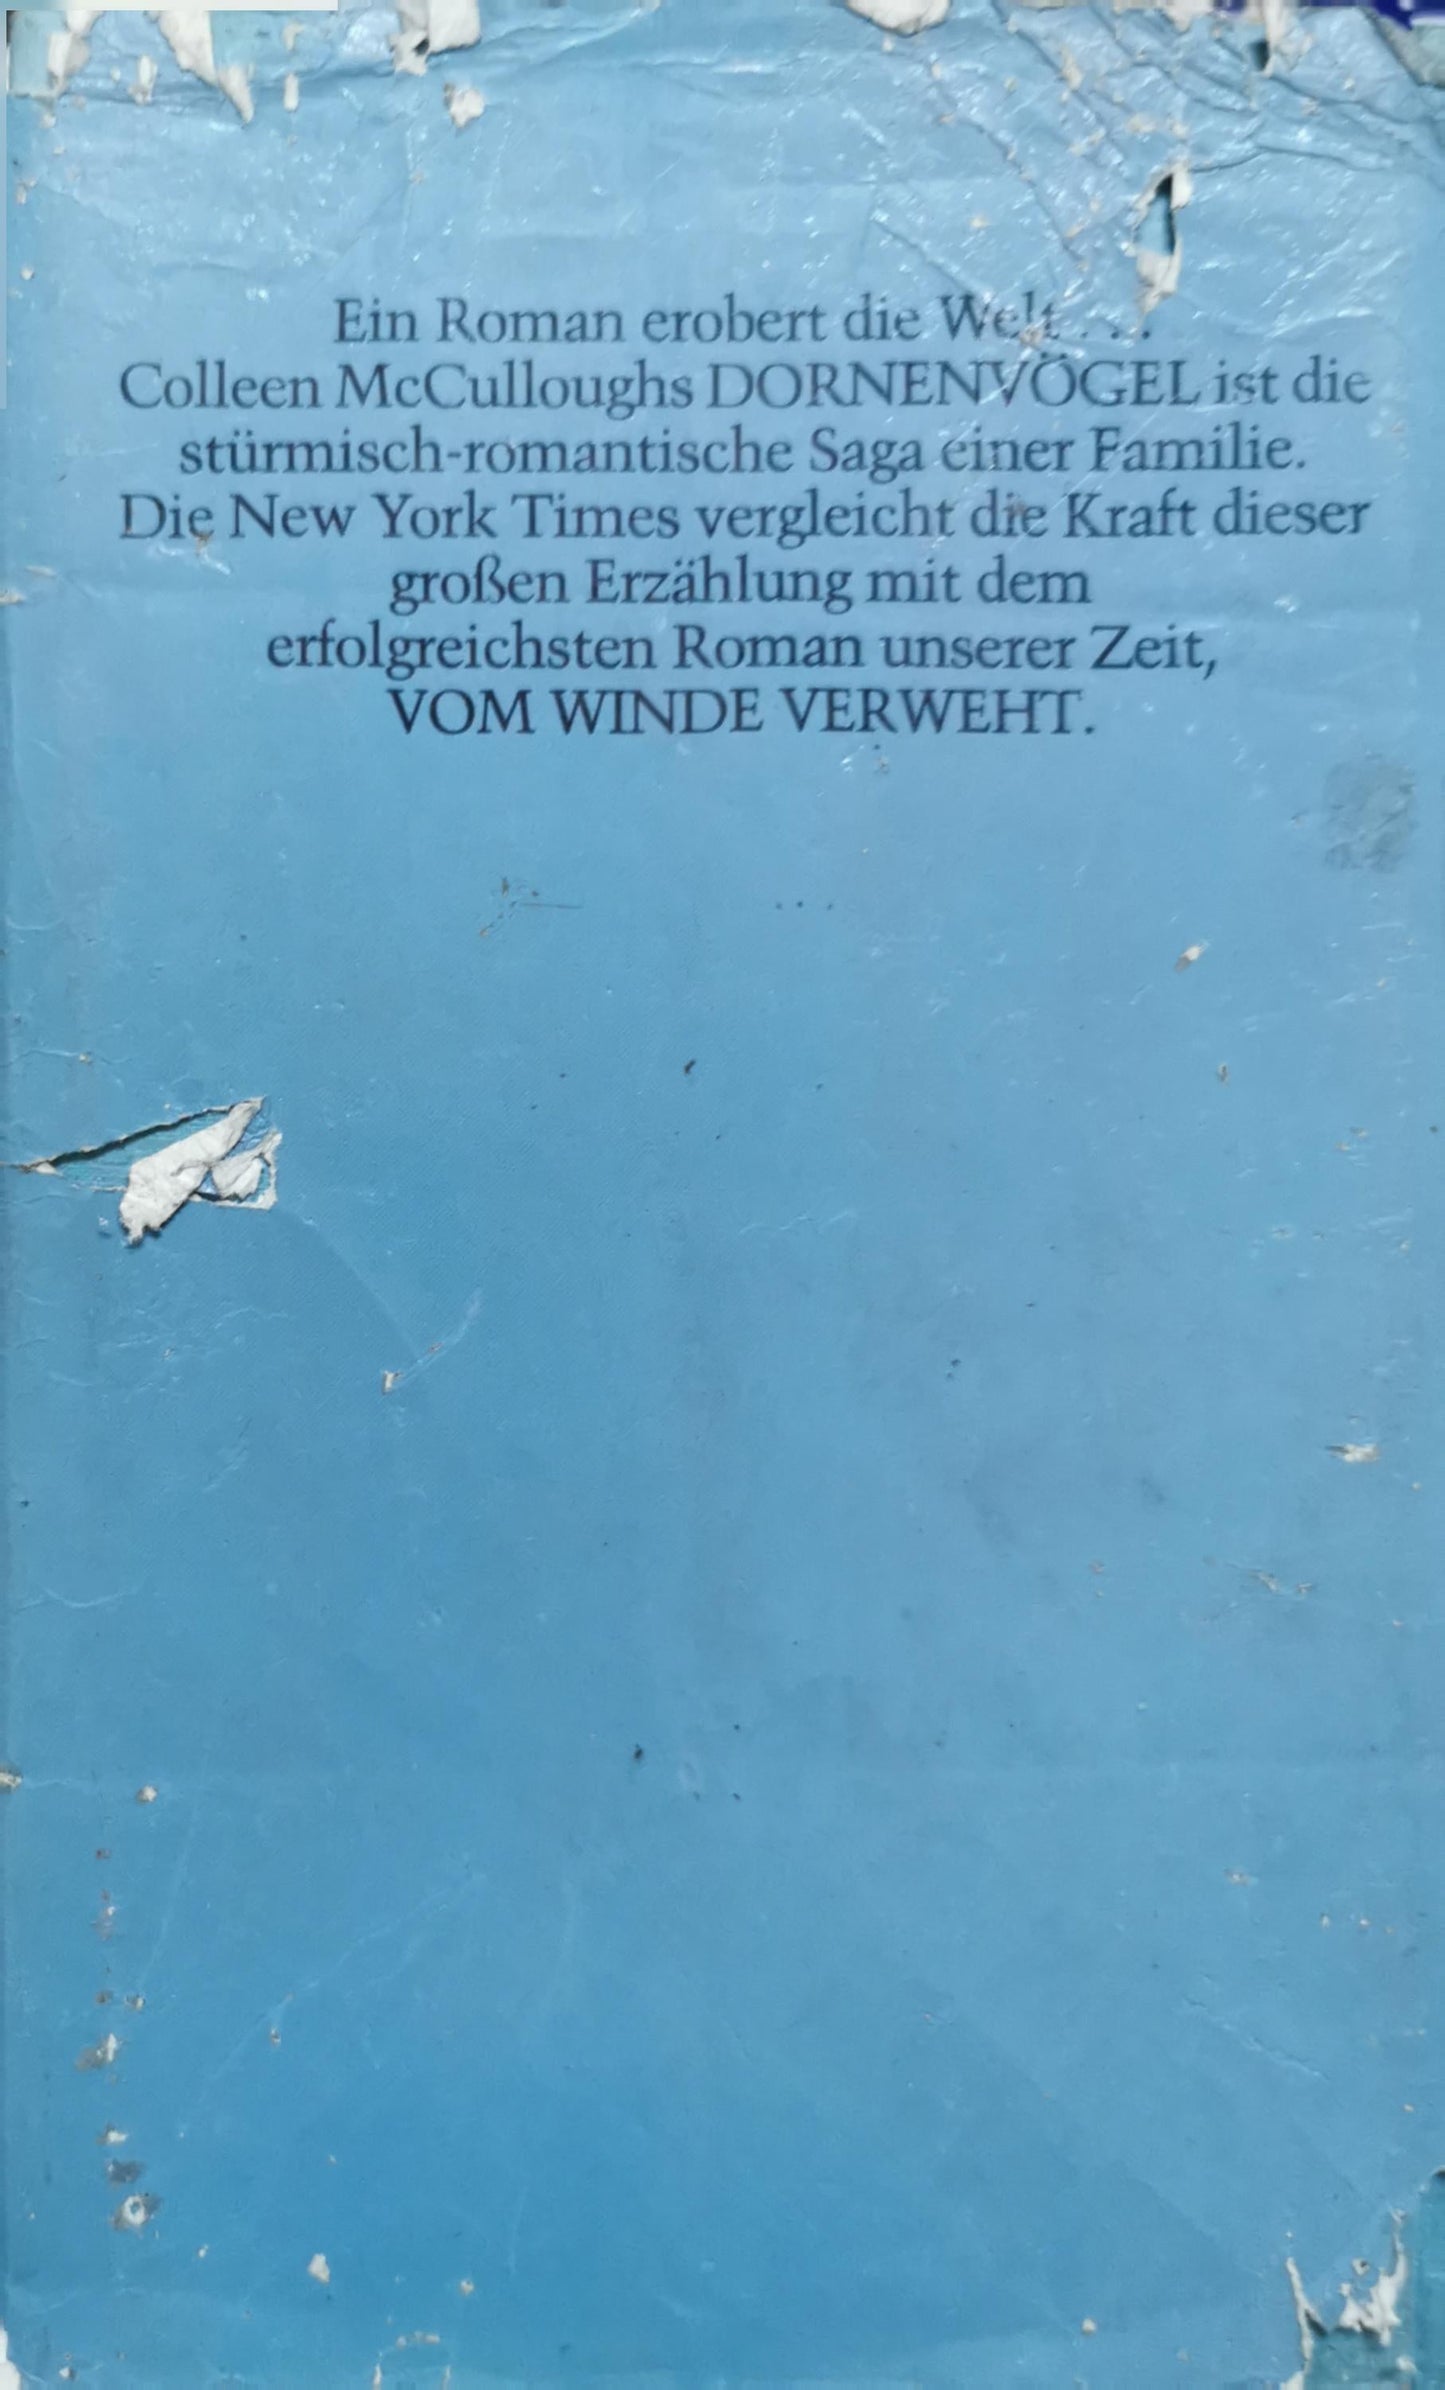 Ein Roman erobert die Welt . . .
Colleen McCulloughs DORNENVÖGEL ist die
stürmisch-romantische Saga einer Familie.
Die New York Times vergleicht die Kraft dieser
großen Erzählung mit dem
erfolgreichsten Roman unserer Zeit,
VOM WINDE VERWEHT.